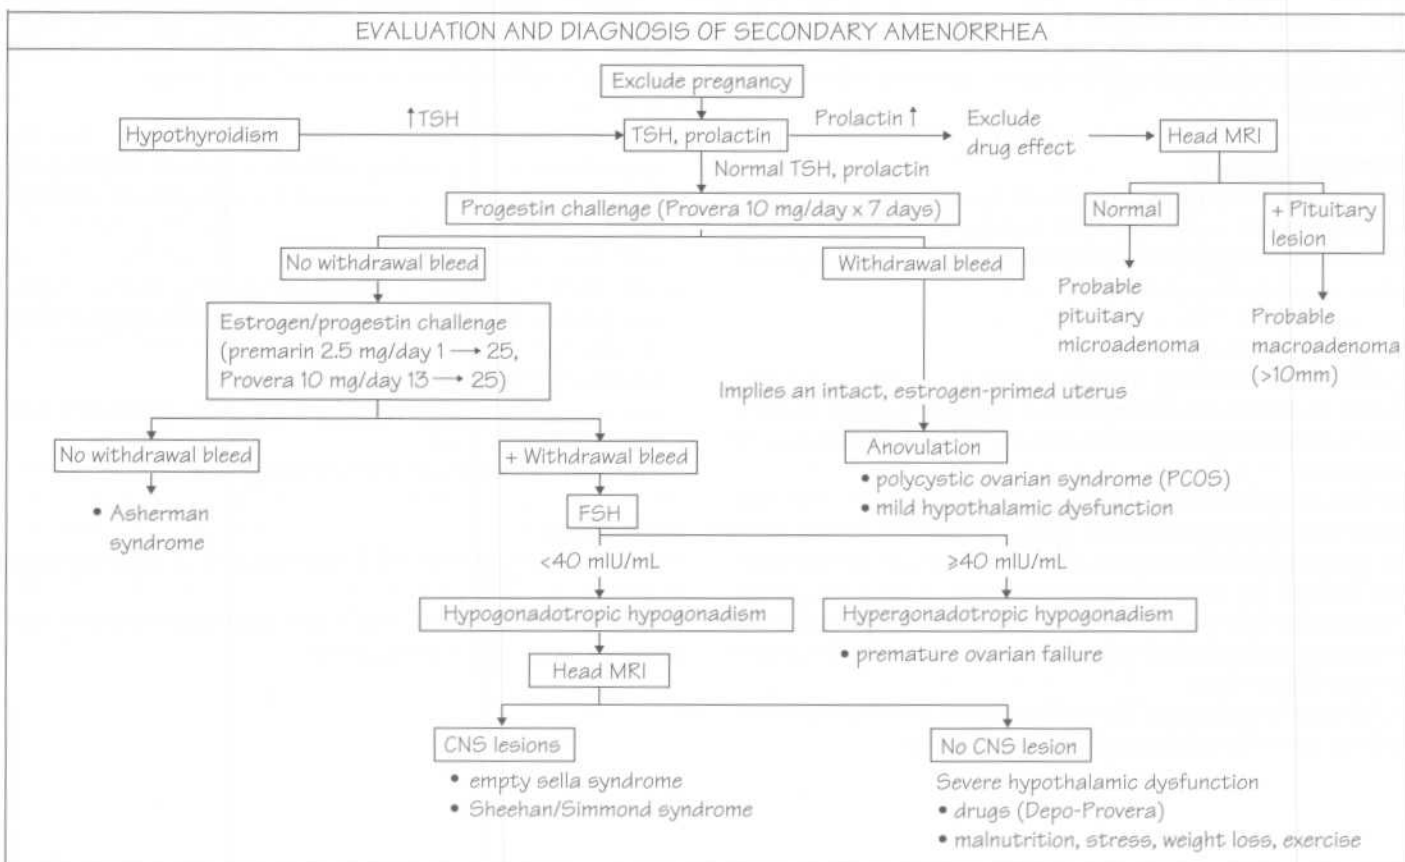 EVALUATION AND DIAGNOSIS OF SECONDARY AMENORRHEA
Exclude pregnancy
Hypothyroidism
↑TSH
TSH, prolactin
Prolactin ↑
Exclude
drug effect
Head MRI
Normal TSH, prolactin
Progestin challenge (Provera 10 mg/day x 7 days)
Normal
+ Pituitary
lesion
No withdrawal bleed
Withdrawal bleed
Probable
pituitary
microadenoma
Probable
macroadenoma
(>10mm)
Estrogen/progestin challenge
(premarin 2.5 mg/day 1 → 25,
Provera 10 mg/day 13 → 25)
Implies an intact, estrogen-primed uterus
No withdrawal bleed
+ Withdrawal bleed
Anovulation
• polycystic ovarian syndrome (PCOS)
• mild hypothalamic dysfunction
• Asherman
syndrome
FSH
<40 mIU/mL
≥40 mIU/mL
Hypogonadotropic hypogonadism
Hypergonadotropic hypogonadism
• premature ovarian failure
Head MRI
CNS lesions
• empty sella syndrome
• Sheehan/Simmond syndrome
No CNS lesion
Severe hypothalamic dysfunction
• drugs (Depo-Provera)
• malnutrition, stress, weight loss, exercise